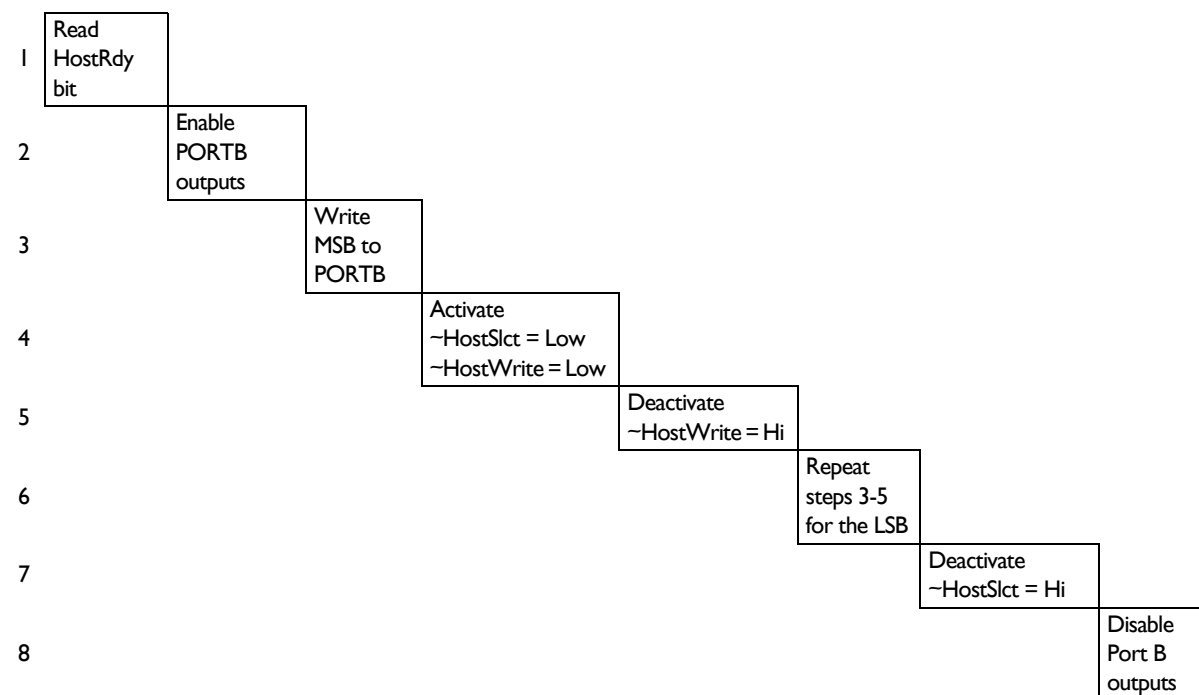 1
Read
HostRdy
bit
2
Enable
PORTB
outputs
3
Write
MSB to
PORTB
4
Activate
~HostSlct = Low
~HostWrite = Low
5
Deactivate
~HostWrite = Hi
6
Repeat
steps 3-5
for the LSB
7
Deactivate
~HostSlct = Hi
8
Disable
Port B
outputs